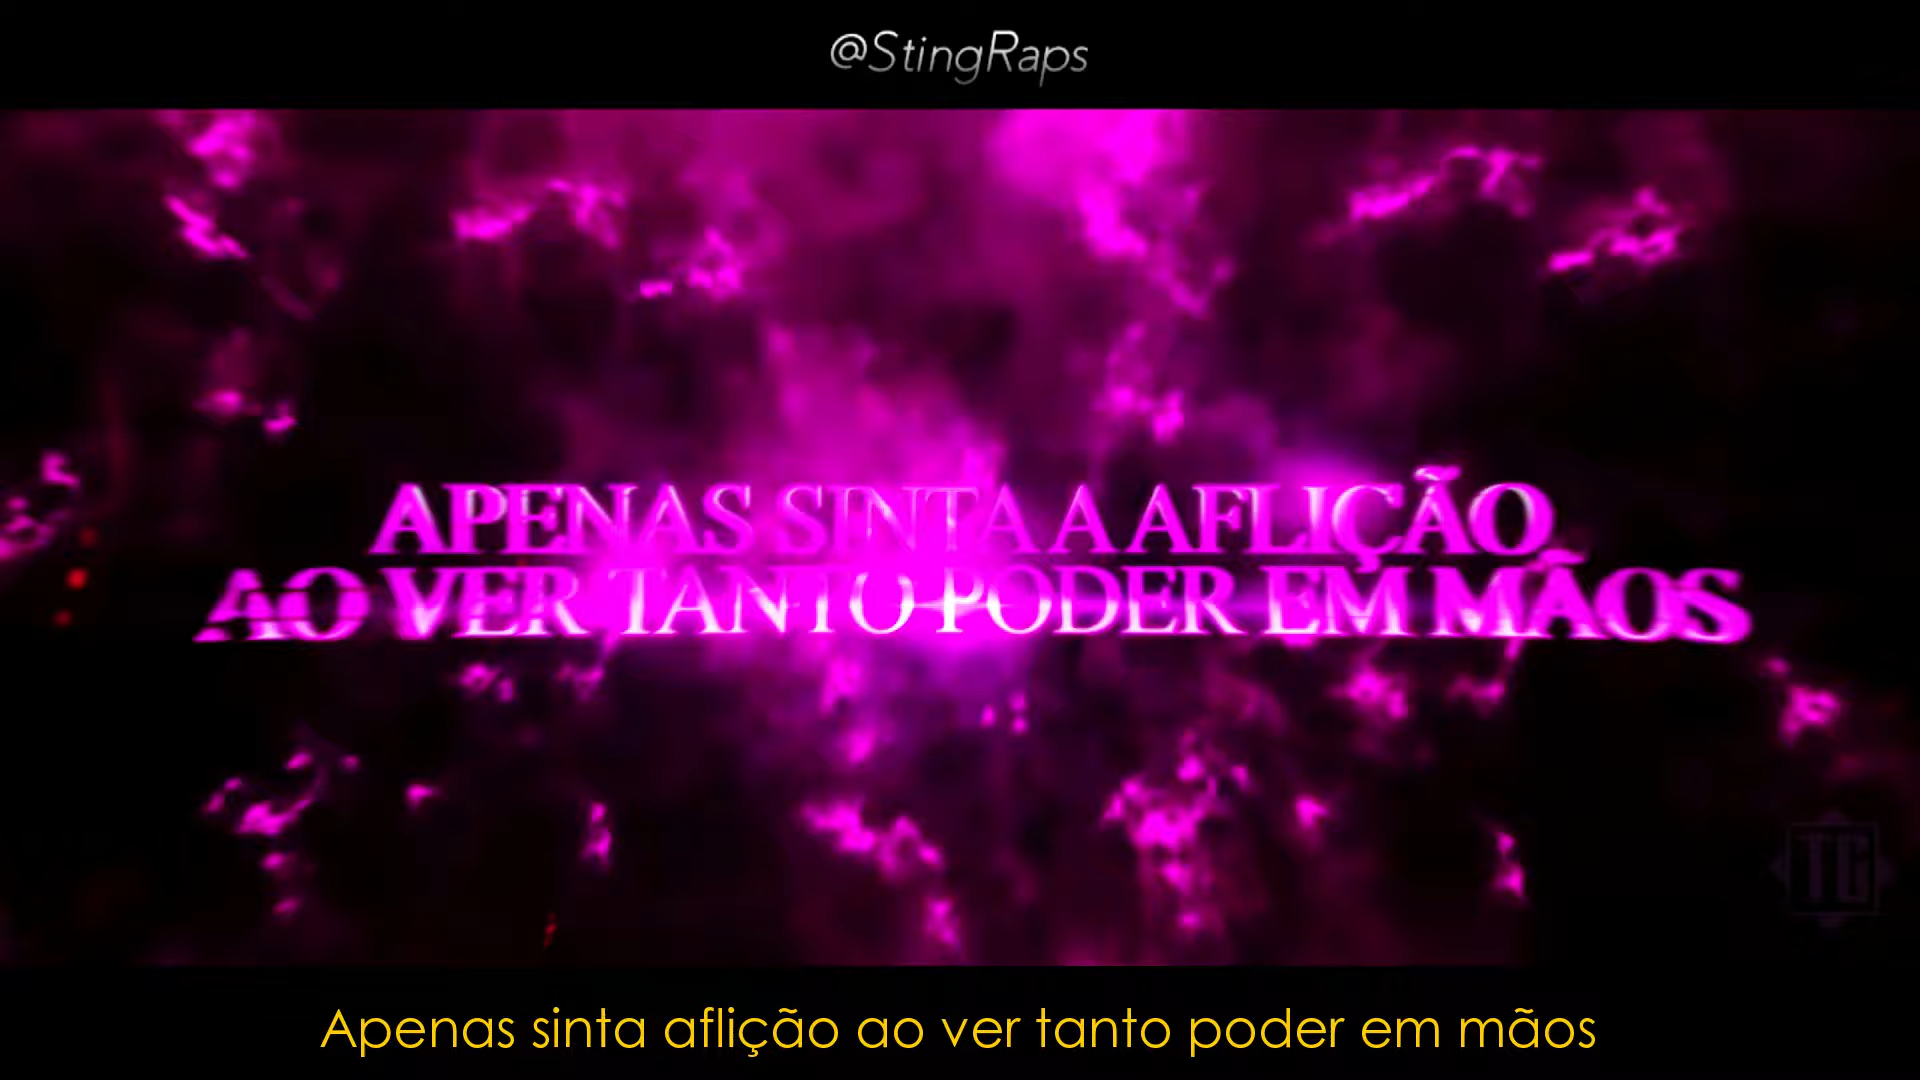 @StingRaps
APENAS SINTA A AFLIÇÃO
AO VER TANTO PODER EM MÃOS
TG
Apenas sinta aflição ao ver tanto poder em mãos